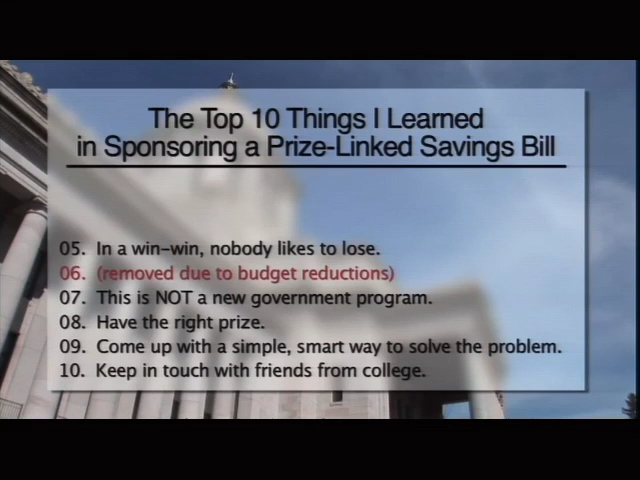 The Top 10 Things I Learned
in Sponsoring a Prize-Linked Savings Bill
05. In a win-win, nobody likes to lose.
06. (removed due to budget reductions)
07. This is NOT a new government program.
08. Have the right prize.
09. Come up with a simple, smart way to solve the problem.
10. Keep in touch with friends from college.